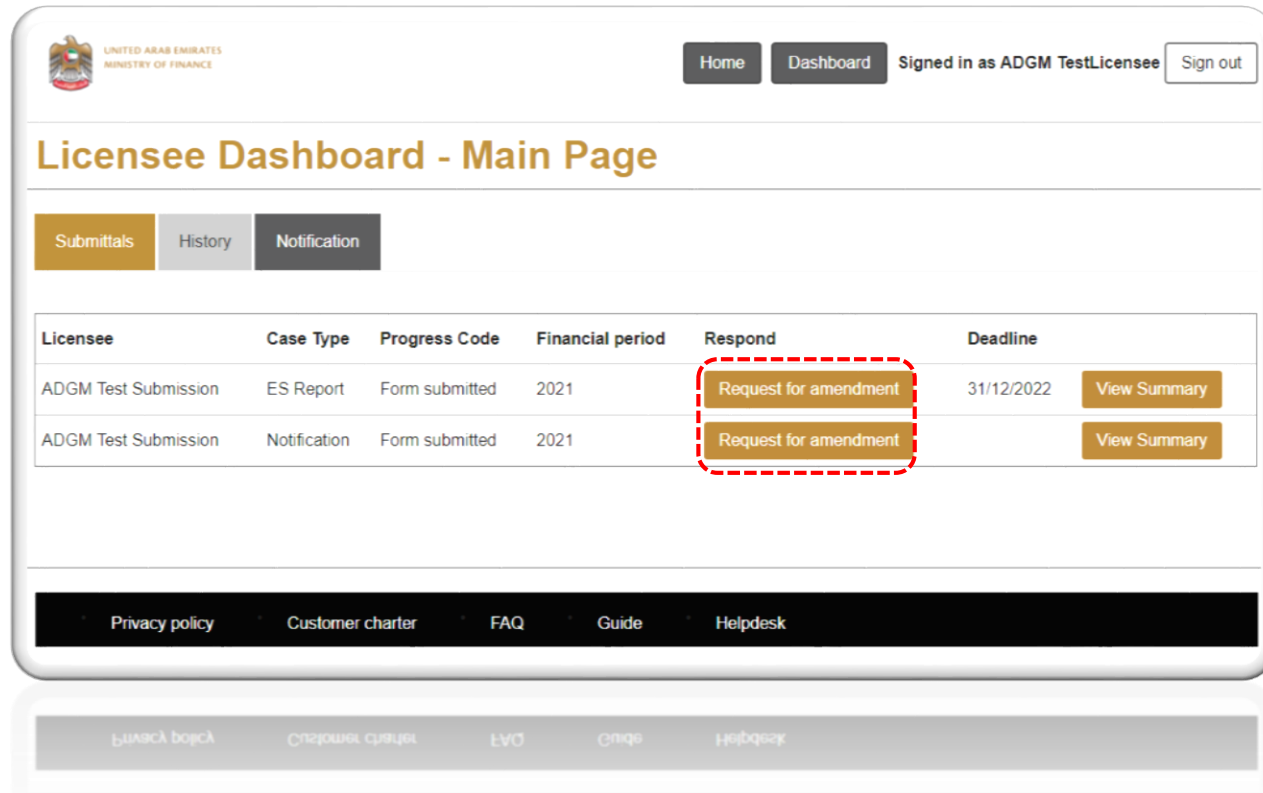 UNITED ARAB EMIRATES
MINISTRY OF FINANCE
Home Dashboard Signed in as ADGM TestLicensee Sign out
Licensee Dashboard - Main Page
Submittals History Notification
Licensee Case Type Progress Code Financial period Respond Deadline
ADGM Test Submission ES Report Form submitted 2021 Request for amendment 31/12/2022 View Summary
ADGM Test Submission Notification Form submitted 2021 Request for amendment View Summary
Privacy policy Customer charter FAQ Guide Helpdesk